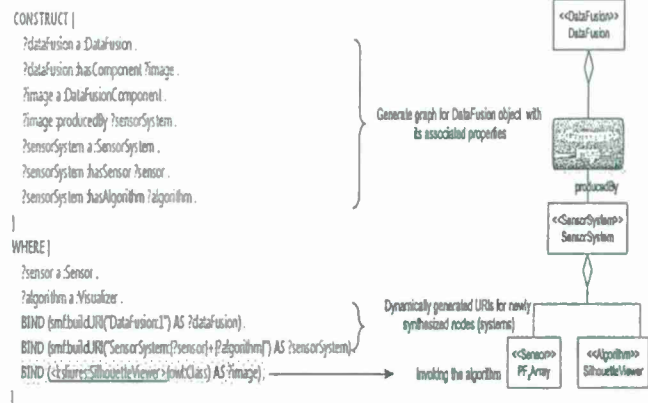 CONSTRUCT {
?dataFusion a :DataFusion .
?dataFusion :hasComponent ?image .
?image a :DataFusionComponent .
?image :producedBy ?sensorSystem .
?sensorSystem a :SensorSystem .
?sensorSystem :hasSensor ?sensor .
?sensorSystem :hasAlgorithm ?algorithm .
}
WHERE {
?sensor a :Sensor .
?algorithm a :Visualizer .
BIND (smf:buildURI("DataFusion:1") AS ?dataFusion) .
BIND (smf:buildURI("SensorSystem:{?sensor}+{?algorithm}") AS ?sensorSystem) .
BIND (:SilhouetteViewer>(owl:Class) AS ?image) .
}
Generate graph for DataFusion object with
its associated properties
Dynamically generated URIs for newly
synthesized nodes (systems)
Invoking the algorithm
<<DataFusion>>
DataFusion
producedBy
<<SensorSystem>>
SensorSystem
<<Sensor>>
PF_Array
<<Algorithm>>
SilhouetteViewer